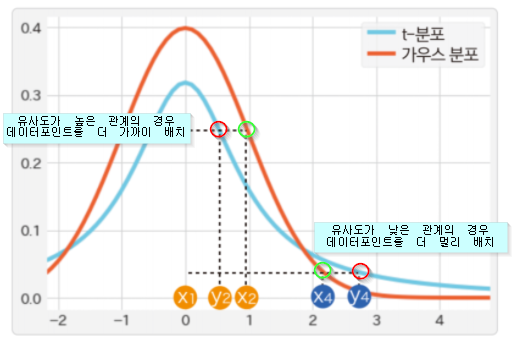 0.4
t-분포
가우스 분포
0.3
유사도가 높은 관계의 경우
데이터포인트을 더 가까이 배치
0.2
유사도가 낮은 관계의 경우
데이터포인트을 더 멀리 배치
0.1
0.0
x1 y2 x2 x4 y4
−2 −1 0 1 2 3 4